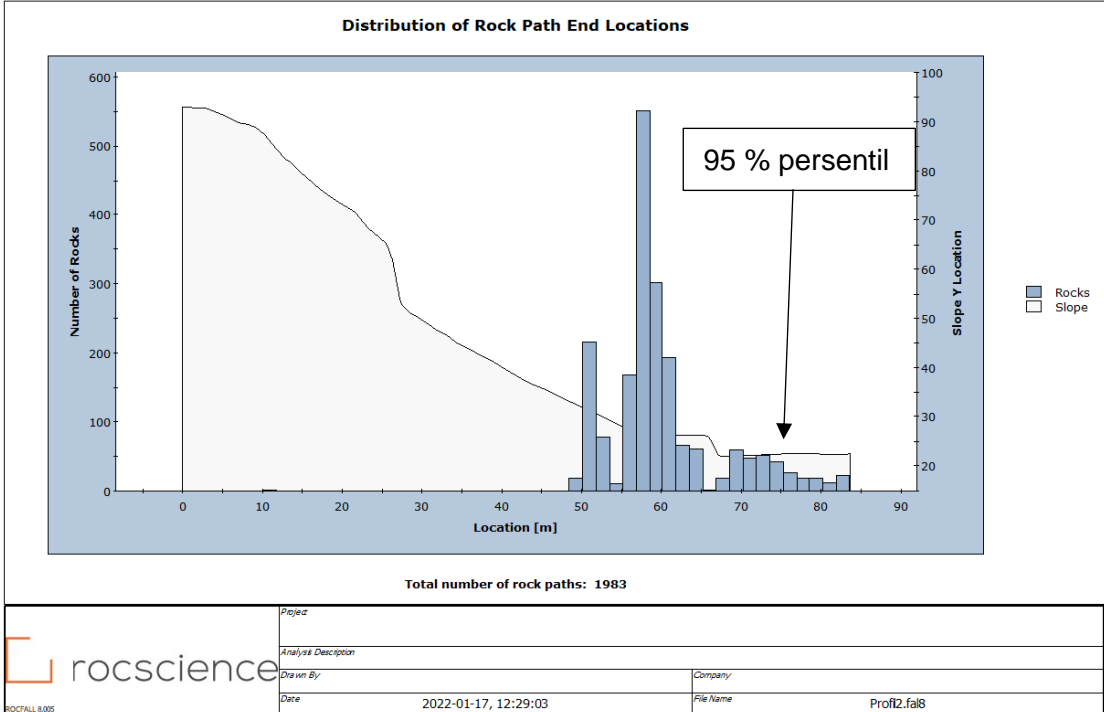 Distribution of Rock Path End Locations
600
500
400
300
200
100
0
Number of Rocks
100
90
80
70
60
50
40
30
20
Slope Y Location
95 % persentil
0 10 20 30 40 50 60 70 80 90
Location [m]
Rocks
Slope
Total number of rock paths: 1983
rocscience
ROCFALL 8.005
Project
Analysis Description
Drawn By
Company
Date
2022-01-17, 12:29:03
File Name
Profil2.fal8